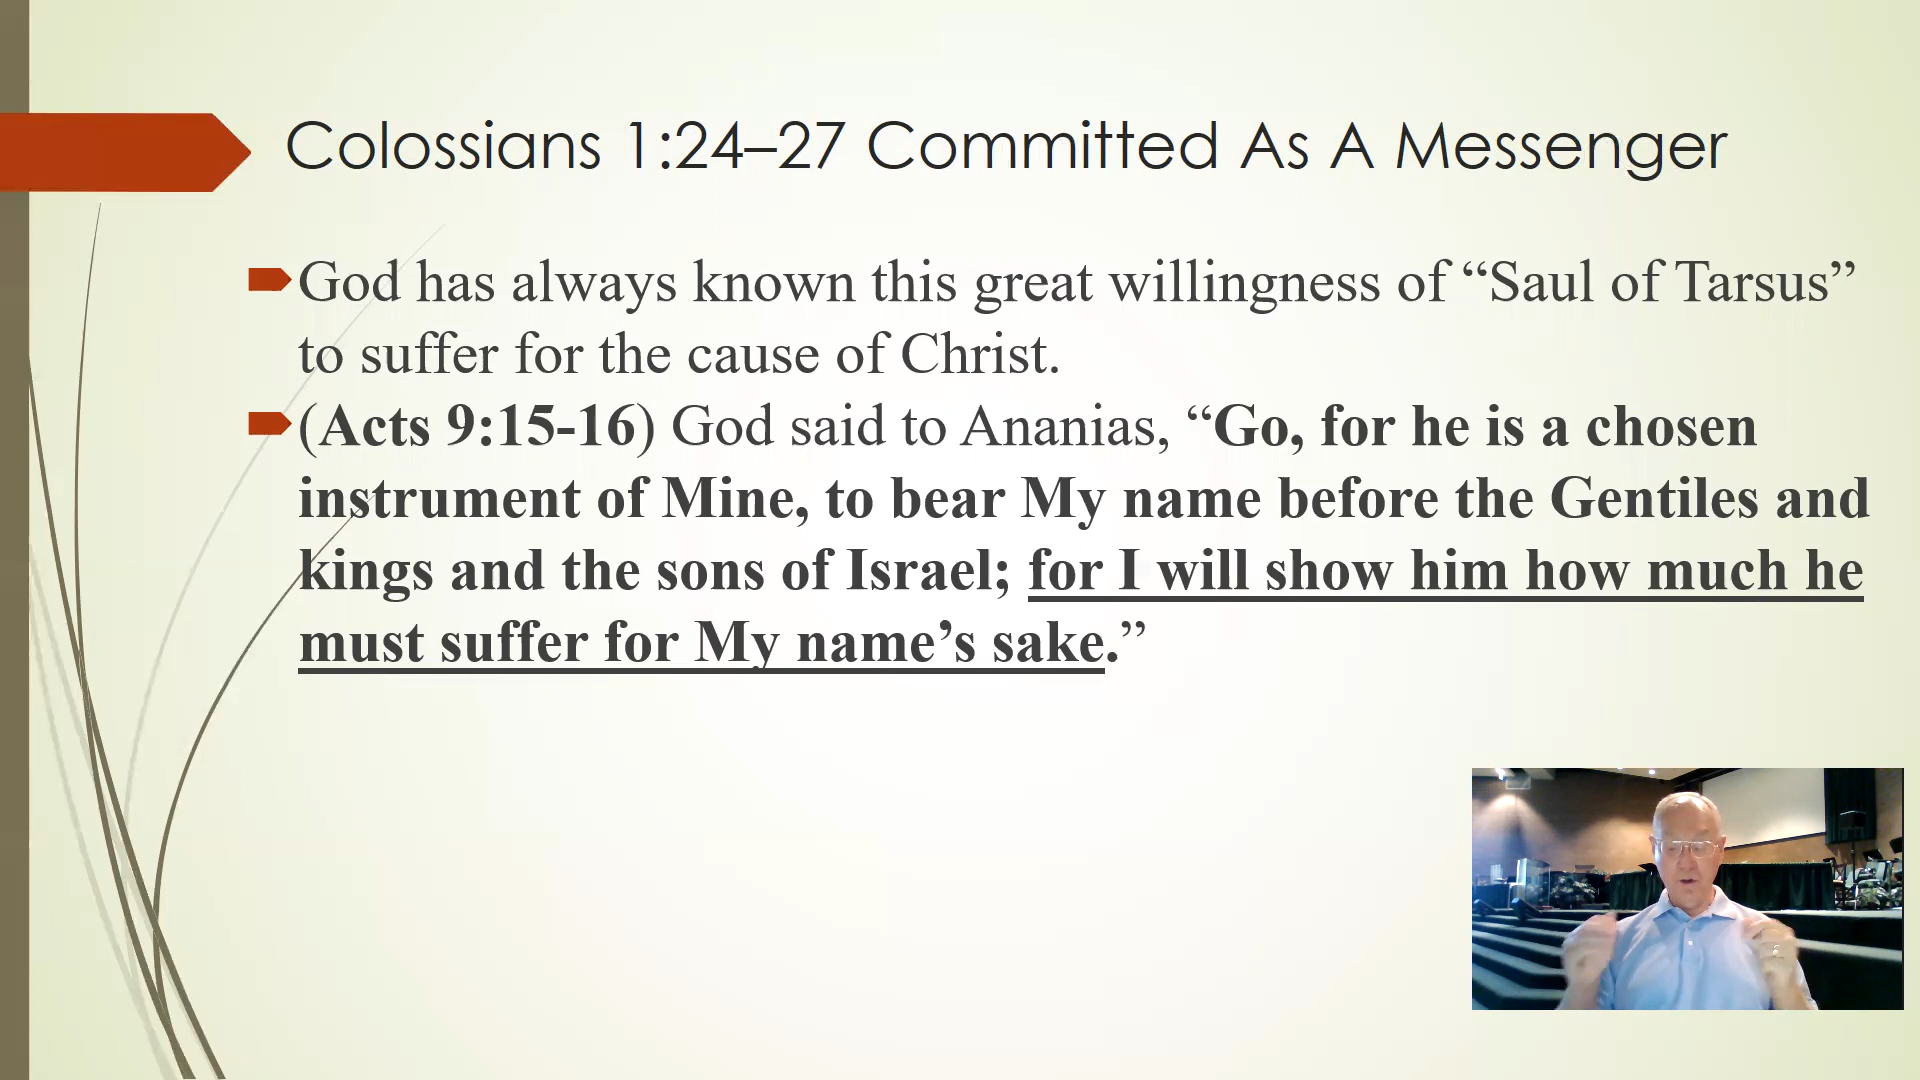 Colossians 1:24–27 Committed As A Messenger
God has always known this great willingness of “Saul of Tarsus”
to suffer for the cause of Christ.
(Acts 9:15-16) God said to Ananias, “Go, for he is a chosen
instrument of Mine, to bear My name before the Gentiles and
kings and the sons of Israel; for I will show him how much he
must suffer for My name’s sake.”